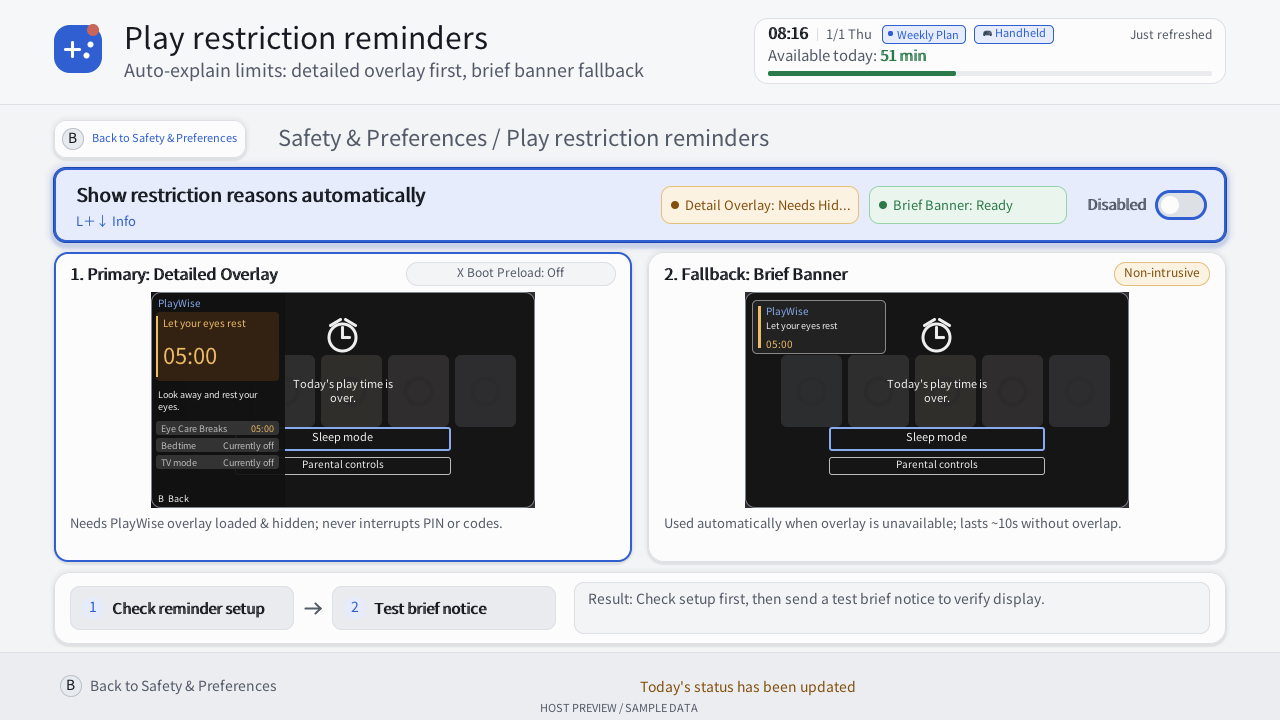 Play restriction reminders
Auto-explain limits: detailed overlay first, brief banner fallback
08:16 1/1 Thu Weekly Plan Handheld Just refreshed
Available today: 51 min
B Back to Safety & Preferences
Safety & Preferences / Play restriction reminders
Show restriction reasons automatically
L+↓ Info
Detail Overlay: Needs Hid...
Brief Banner: Ready
Disabled
1. Primary: Detailed Overlay
X Boot Preload: Off
PlayWise
Let your eyes rest
05:00
Look away and rest your
eyes.
Eye Care Breaks 05:00
Bedtime Currently off
TV mode Currently off
B Back
Today's play time is
over.
Sleep mode
Parental controls
Needs PlayWise overlay loaded & hidden; never interrupts PIN or codes.
2. Fallback: Brief Banner
Non-intrusive
PlayWise
Let your eyes rest
05:00
Today's play time is
over.
Sleep mode
Parental controls
Used automatically when overlay is unavailable; lasts ~10s without overlap.
1 Check reminder setup → 2 Test brief notice
Result: Check setup first, then send a test brief notice to verify display.
B Back to Safety & Preferences
Today's status has been updated
HOST PREVIEW / SAMPLE DATA